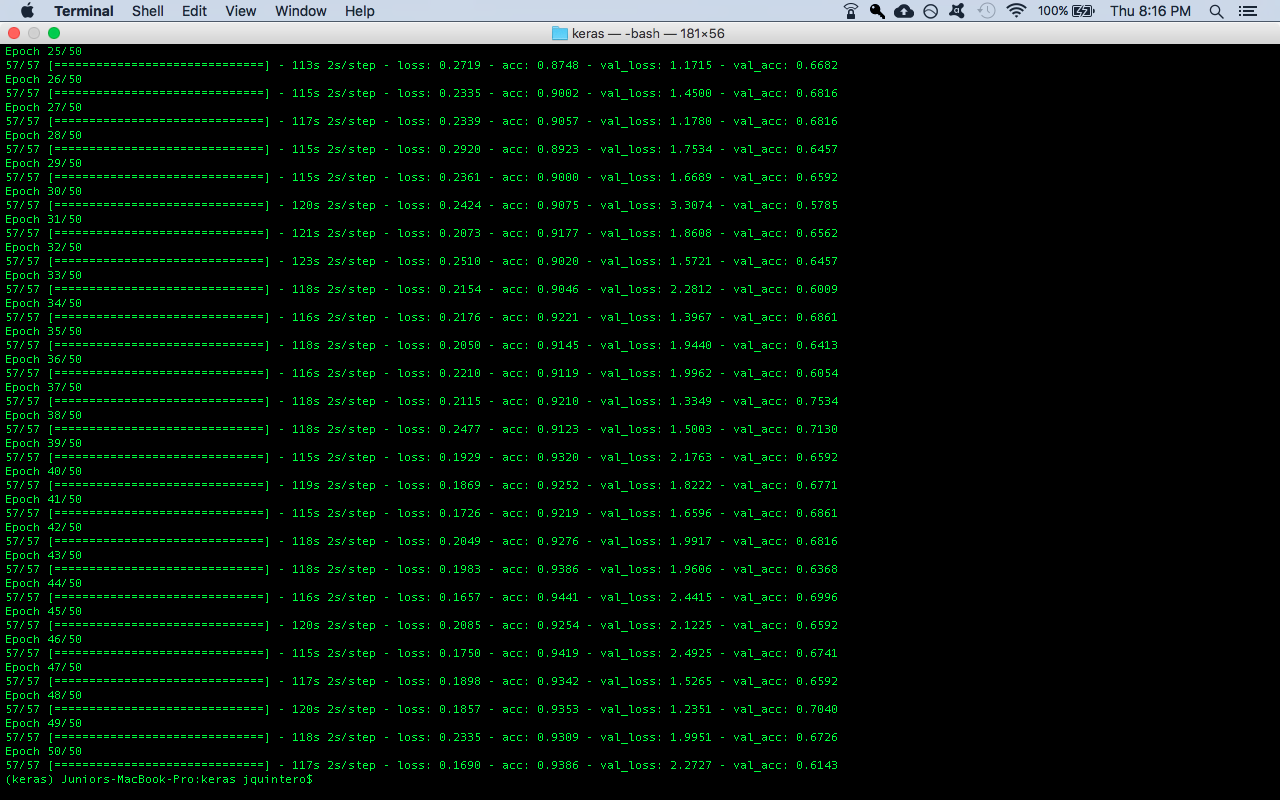 Terminal Shell Edit View Window Help 100% Thu 8:16 PM
keras — -bash — 181×56
Epoch 25/50
57/57 [==============================] - 113s 2s/step - loss: 0.2719 - acc: 0.8748 - val_loss: 1.1715 - val_acc: 0.6682
Epoch 26/50
57/57 [==============================] - 115s 2s/step - loss: 0.2335 - acc: 0.9002 - val_loss: 1.4500 - val_acc: 0.6816
Epoch 27/50
57/57 [==============================] - 117s 2s/step - loss: 0.2339 - acc: 0.9057 - val_loss: 1.1780 - val_acc: 0.6816
Epoch 28/50
57/57 [==============================] - 115s 2s/step - loss: 0.2920 - acc: 0.8923 - val_loss: 1.7534 - val_acc: 0.6457
Epoch 29/50
57/57 [==============================] - 115s 2s/step - loss: 0.2361 - acc: 0.9000 - val_loss: 1.6689 - val_acc: 0.6592
Epoch 30/50
57/57 [==============================] - 120s 2s/step - loss: 0.2424 - acc: 0.9075 - val_loss: 3.3074 - val_acc: 0.5785
Epoch 31/50
57/57 [==============================] - 121s 2s/step - loss: 0.2073 - acc: 0.9177 - val_loss: 1.8608 - val_acc: 0.6562
Epoch 32/50
57/57 [==============================] - 123s 2s/step - loss: 0.2510 - acc: 0.9020 - val_loss: 1.5721 - val_acc: 0.6457
Epoch 33/50
57/57 [==============================] - 118s 2s/step - loss: 0.2154 - acc: 0.9046 - val_loss: 2.2812 - val_acc: 0.6009
Epoch 34/50
57/57 [==============================] - 116s 2s/step - loss: 0.2176 - acc: 0.9221 - val_loss: 1.3967 - val_acc: 0.6861
Epoch 35/50
57/57 [==============================] - 118s 2s/step - loss: 0.2050 - acc: 0.9145 - val_loss: 1.9440 - val_acc: 0.6413
Epoch 36/50
57/57 [==============================] - 116s 2s/step - loss: 0.2210 - acc: 0.9119 - val_loss: 1.9962 - val_acc: 0.6054
Epoch 37/50
57/57 [==============================] - 118s 2s/step - loss: 0.2115 - acc: 0.9210 - val_loss: 1.3349 - val_acc: 0.7534
Epoch 38/50
57/57 [==============================] - 118s 2s/step - loss: 0.2477 - acc: 0.9123 - val_loss: 1.5003 - val_acc: 0.7130
Epoch 39/50
57/57 [==============================] - 115s 2s/step - loss: 0.1929 - acc: 0.9320 - val_loss: 2.1763 - val_acc: 0.6592
Epoch 40/50
57/57 [==============================] - 119s 2s/step - loss: 0.1869 - acc: 0.9252 - val_loss: 1.8222 - val_acc: 0.6771
Epoch 41/50
57/57 [==============================] - 115s 2s/step - loss: 0.1726 - acc: 0.9219 - val_loss: 1.6596 - val_acc: 0.6861
Epoch 42/50
57/57 [==============================] - 118s 2s/step - loss: 0.2049 - acc: 0.9276 - val_loss: 1.9917 - val_acc: 0.6816
Epoch 43/50
57/57 [==============================] - 118s 2s/step - loss: 0.1983 - acc: 0.9386 - val_loss: 1.9606 - val_acc: 0.6368
Epoch 44/50
57/57 [==============================] - 116s 2s/step - loss: 0.1657 - acc: 0.9441 - val_loss: 2.4415 - val_acc: 0.6996
Epoch 45/50
57/57 [==============================] - 120s 2s/step - loss: 0.2085 - acc: 0.9254 - val_loss: 2.1225 - val_acc: 0.6592
Epoch 46/50
57/57 [==============================] - 115s 2s/step - loss: 0.1750 - acc: 0.9419 - val_loss: 2.4925 - val_acc: 0.6741
Epoch 47/50
57/57 [==============================] - 117s 2s/step - loss: 0.1898 - acc: 0.9342 - val_loss: 1.5265 - val_acc: 0.6592
Epoch 48/50
57/57 [==============================] - 120s 2s/step - loss: 0.1857 - acc: 0.9353 - val_loss: 1.2351 - val_acc: 0.7040
Epoch 49/50
57/57 [==============================] - 118s 2s/step - loss: 0.2335 - acc: 0.9309 - val_loss: 1.9951 - val_acc: 0.6726
Epoch 50/50
57/57 [==============================] - 117s 2s/step - loss: 0.1690 - acc: 0.9386 - val_loss: 2.2727 - val_acc: 0.6143
(keras) Juniors-MacBook-Pro:keras jquintero$